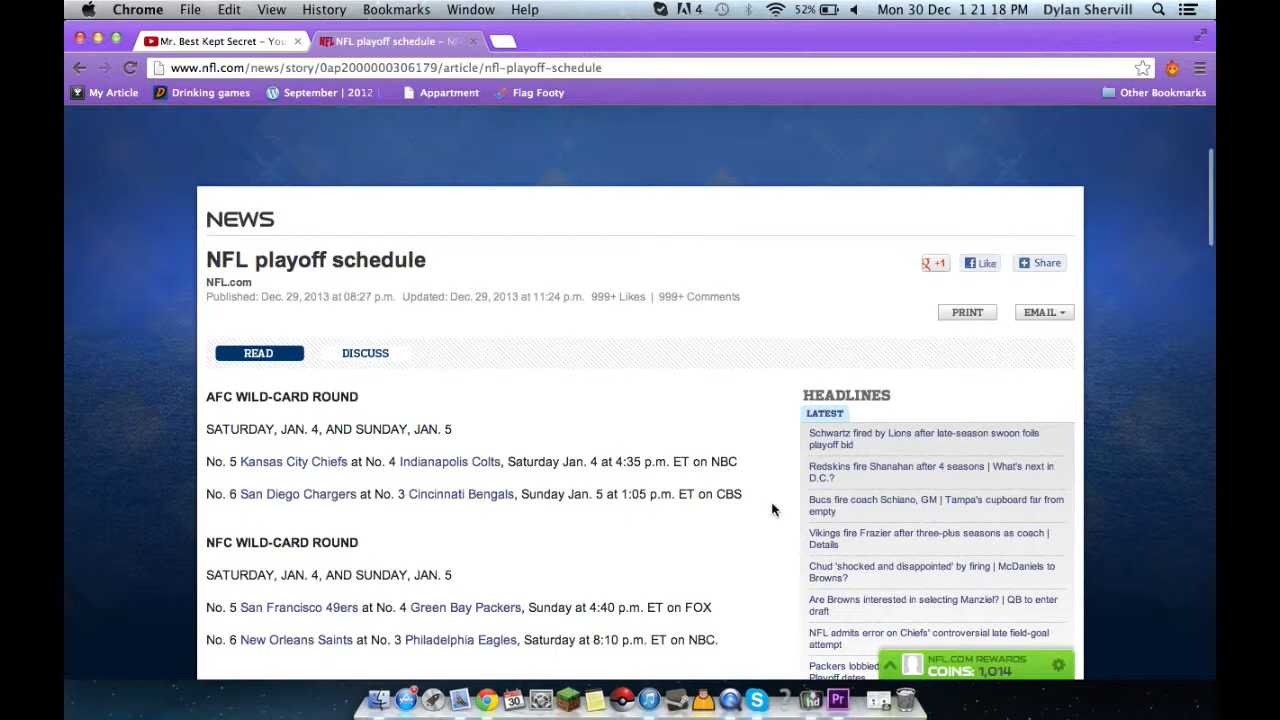 Chrome File Edit View History Bookmarks Window Help 4 52% Mon 30 Dec 1 21 18 PM Dylan Shervill
Mr. Best Kept Secret – You NFL playoff schedule – NF
www.nfl.com/news/story/0ap2000000306179/article/nfl-playoff-schedule
My Article Drinking games September | 2012 | Appartment Flag Footy Other Bookmarks
NEWS
NFL playoff schedule
+1 Like Share
NFL.com
Published: Dec. 29, 2013 at 08:27 p.m. Updated: Dec. 29, 2013 at 11:24 p.m. 999+ Likes | 999+ Comments
PRINT EMAIL
READ DISCUSS
AFC WILD-CARD ROUND
SATURDAY, JAN. 4, AND SUNDAY, JAN. 5
No. 5 Kansas City Chiefs at No. 4 Indianapolis Colts, Saturday Jan. 4 at 4:35 p.m. ET on NBC
No. 6 San Diego Chargers at No. 3 Cincinnati Bengals, Sunday Jan. 5 at 1:05 p.m. ET on CBS
NFC WILD-CARD ROUND
SATURDAY, JAN. 4, AND SUNDAY, JAN. 5
No. 5 San Francisco 49ers at No. 4 Green Bay Packers, Sunday at 4:40 p.m. ET on FOX
No. 6 New Orleans Saints at No. 3 Philadelphia Eagles, Saturday at 8:10 p.m. ET on NBC.
HEADLINES
LATEST
Schwartz fired by Lions after late-season swoon foils
playoff bid
Redskins fire Shanahan after 4 seasons | What's next in
D.C.?
Bucs fire coach Schiano, GM | Tampa's cupboard far from
empty
Vikings fire Frazier after three-plus seasons as coach |
Details
Chud 'shocked and disappointed' by firing | McDaniels to
Browns?
Are Browns interested in selecting Manziel? | QB to enter
draft
NFL admits error on Chiefs' controversial late field-goal
attempt
Packers lobbied
Playoff dates
NFL.COM REWARDS
COINS: 1,014
30
hd
Pr